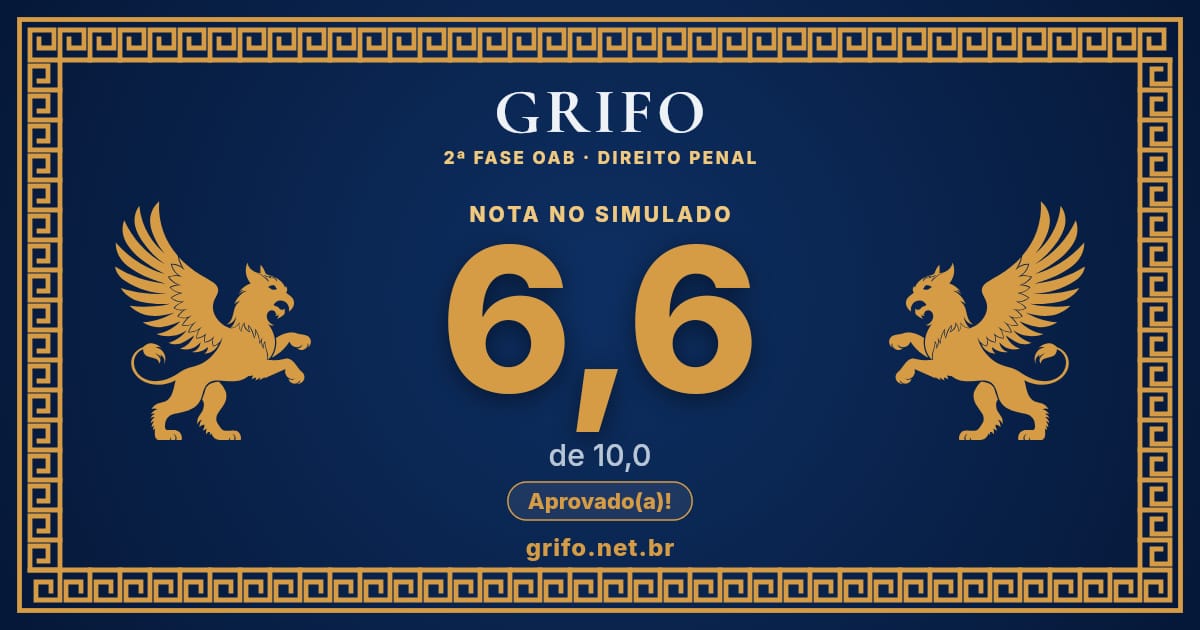 GRIFO
2ª FASE OAB · DIREITO PENAL
NOTA NO SIMULADO
6,6
de 10,0
Aprovado(a)!
grifo.net.br